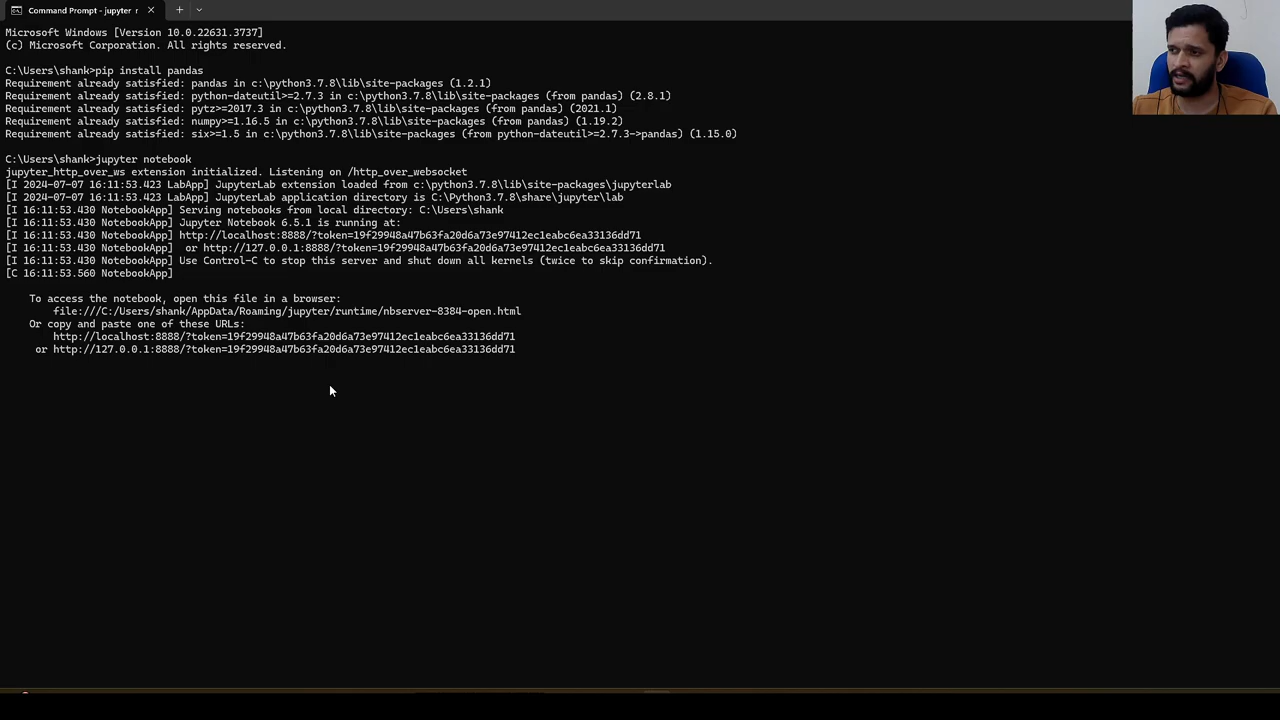 Command Prompt - jupyter r
Microsoft Windows [Version 10.0.22631.3737]
(c) Microsoft Corporation. All rights reserved.
C:\Users\shank>pip install pandas
Requirement already satisfied: pandas in c:\python3.7.8\lib\site-packages (1.2.1)
Requirement already satisfied: python-dateutil>=2.7.3 in c:\python3.7.8\lib\site-packages (from pandas) (2.8.1)
Requirement already satisfied: pytz>=2017.3 in c:\python3.7.8\lib\site-packages (from pandas) (2021.1)
Requirement already satisfied: numpy>=1.16.5 in c:\python3.7.8\lib\site-packages (from pandas) (1.19.2)
Requirement already satisfied: six>=1.5 in c:\python3.7.8\lib\site-packages (from python-dateutil>=2.7.3->pandas) (1.15.0)
C:\Users\shank>jupyter notebook
jupyter_http_over_ws extension initialized. Listening on /http_over_websocket
[I 2024-07-07 16:11:53.423 LabApp] JupyterLab extension loaded from c:\python3.7.8\lib\site-packages\jupyterlab
[I 2024-07-07 16:11:53.423 LabApp] JupyterLab application directory is C:\Python3.7.8\share\jupyter\lab
[I 16:11:53.430 NotebookApp] Serving notebooks from local directory: C:\Users\shank
[I 16:11:53.430 NotebookApp] Jupyter Notebook 6.5.1 is running at:
[I 16:11:53.430 NotebookApp] http://localhost:8888/?token=19f29948a47b63fa20d6a73e97412ec1eabc6ea33136dd71
[I 16:11:53.430 NotebookApp]  or http://127.0.0.1:8888/?token=19f29948a47b63fa20d6a73e97412ec1eabc6ea33136dd71
[I 16:11:53.430 NotebookApp] Use Control-C to stop this server and shut down all kernels (twice to skip confirmation).
[C 16:11:53.560 NotebookApp]
To access the notebook, open this file in a browser:
file:///C:/Users/shank/AppData/Roaming/jupyter/runtime/nbserver-8384-open.html
Or copy and paste one of these URLs:
http://localhost:8888/?token=19f29948a47b63fa20d6a73e97412ec1eabc6ea33136dd71
or http://127.0.0.1:8888/?token=19f29948a47b63fa20d6a73e97412ec1eabc6ea33136dd71